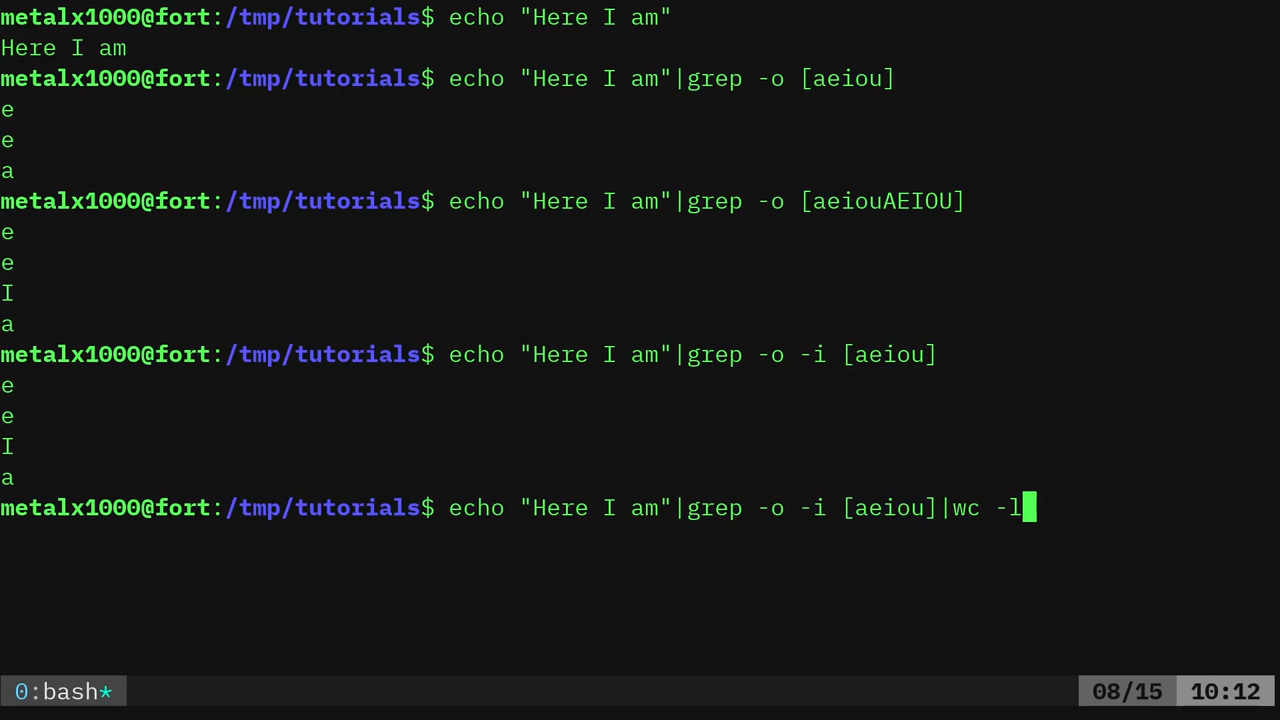 metalx1000@fort:/tmp/tutorials$ echo "Here I am"
Here I am
metalx1000@fort:/tmp/tutorials$ echo "Here I am"|grep -o [aeiou]
e
e
a
metalx1000@fort:/tmp/tutorials$ echo "Here I am"|grep -o [aeiouAEIOU]
e
e
I
a
metalx1000@fort:/tmp/tutorials$ echo "Here I am"|grep -o -i [aeiou]
e
e
I
a
metalx1000@fort:/tmp/tutorials$ echo "Here I am"|grep -o -i [aeiou]|wc -l
0:bash* 08/15 10:12